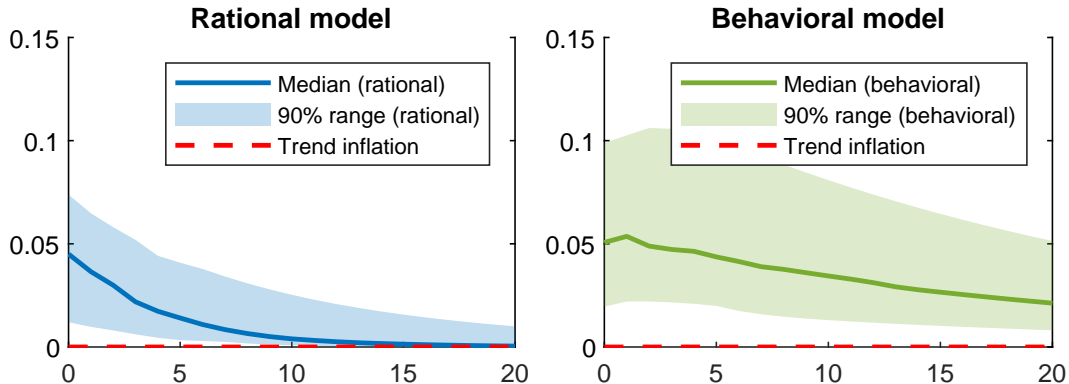 Rational model
0.15
0.1
0.05
0
0 5 10 15 20
Median (rational)
90% range (rational)
Trend inflation
Behavioral model
0.15
0.1
0.05
0
0 5 10 15 20
Median (behavioral)
90% range (behavioral)
Trend inflation